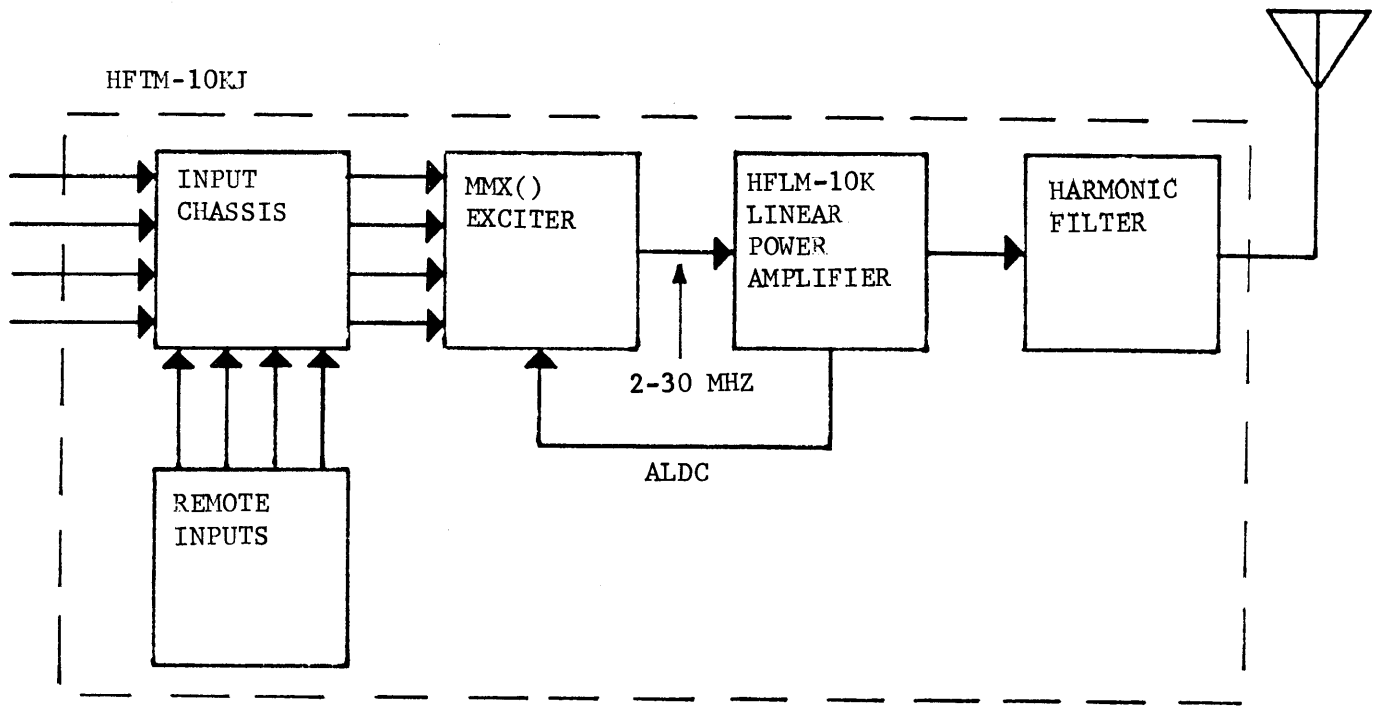 HFTM-10KJ
INPUT
CHASSIS
MMX()
EXCITER
HFLM-10K
LINEAR
POWER
AMPLIFIER
HARMONIC
FILTER
2-30 MHZ
ALDC
REMOTE
INPUTS